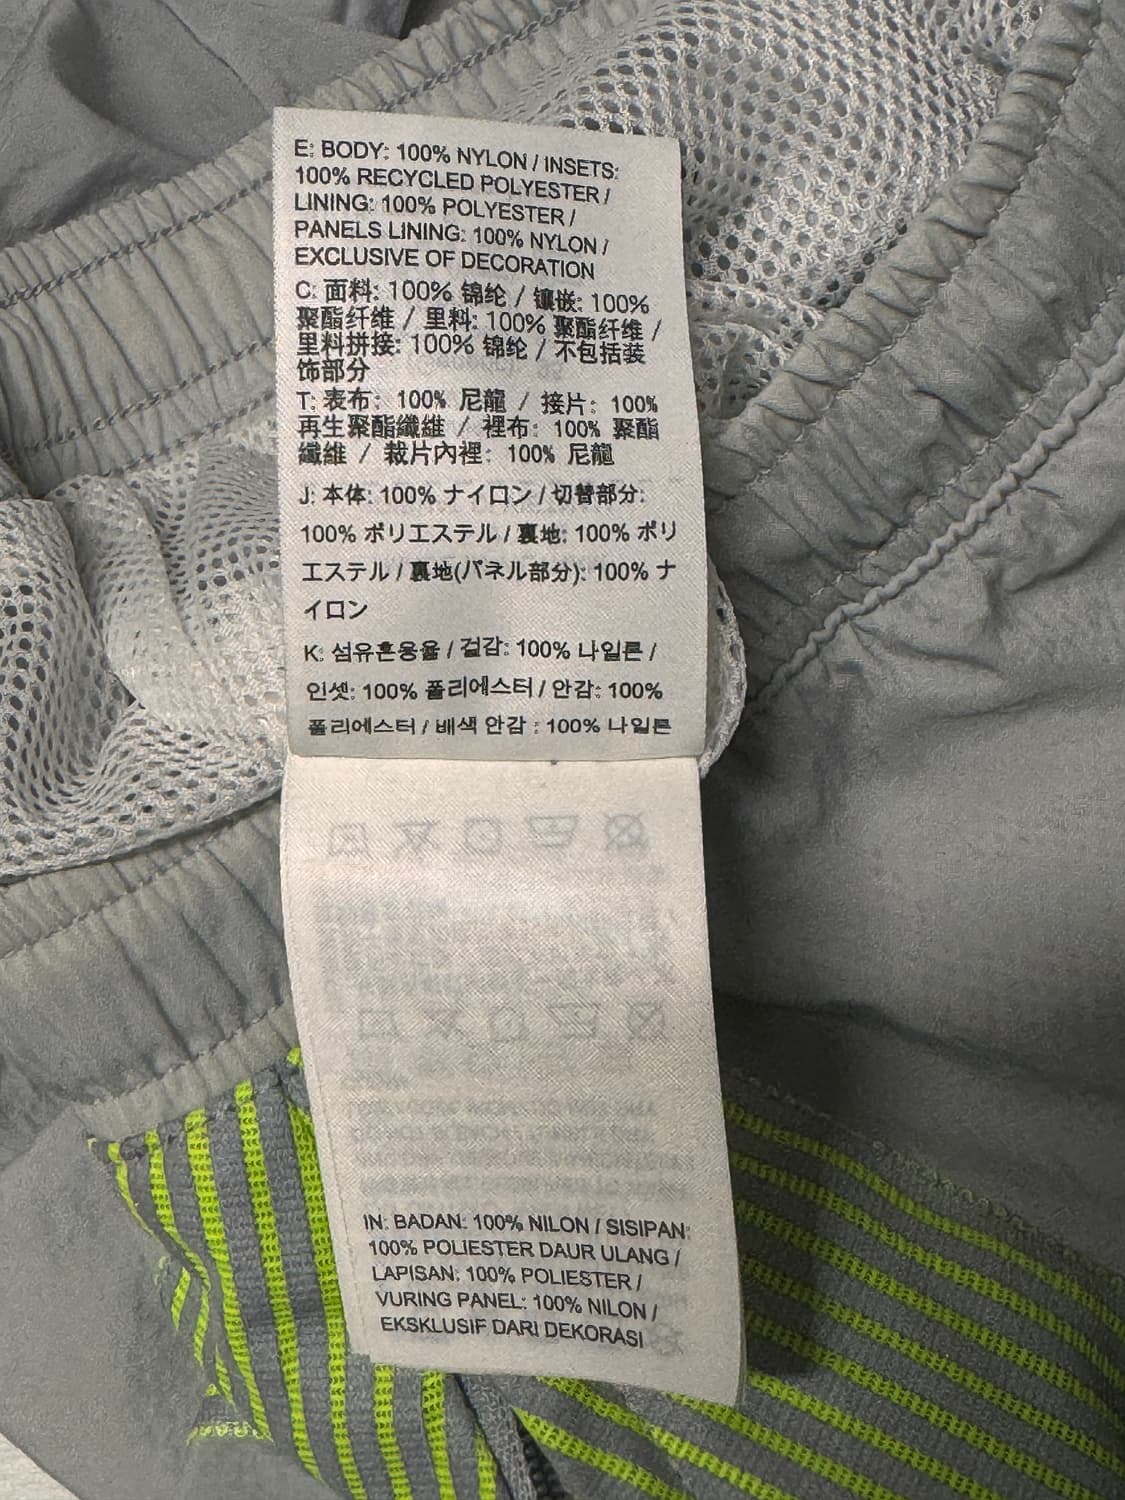 E: BODY: 100% NYLON / INSETS:
100% RECYCLED POLYESTER /
LINING: 100% POLYESTER /
PANELS LINING: 100% NYLON /
EXCLUSIVE OF DECORATION
C: 面料: 100% 锦纶 / 镶嵌: 100%
聚酯纤维 / 里料: 100% 聚酯纤维 /
里料拼接: 100% 锦纶 / 不包括装
饰部分
T: 表布: 100% 尼龍 / 接片: 100%
再生聚酯纖維 / 裡布: 100% 聚酯
纖維 / 裁片內裡: 100% 尼龍
J: 本体: 100% ナイロン / 切替部分:
100% ポリエステル / 裏地: 100% ポリ
エステル / 裏地(パネル部分): 100% ナ
イロン
K: 섬유혼용율 / 겉감: 100% 나일론 /
인셋: 100% 폴리에스터 / 안감: 100%
폴리에스터 / 배색 안감 : 100% 나일론
IN: BADAN: 100% NILON / SISIPAN:
100% POLIESTER DAUR ULANG /
LAPISAN: 100% POLIESTER /
VURING PANEL: 100% NILON /
EKSKLUSIF DARI DEKORASI